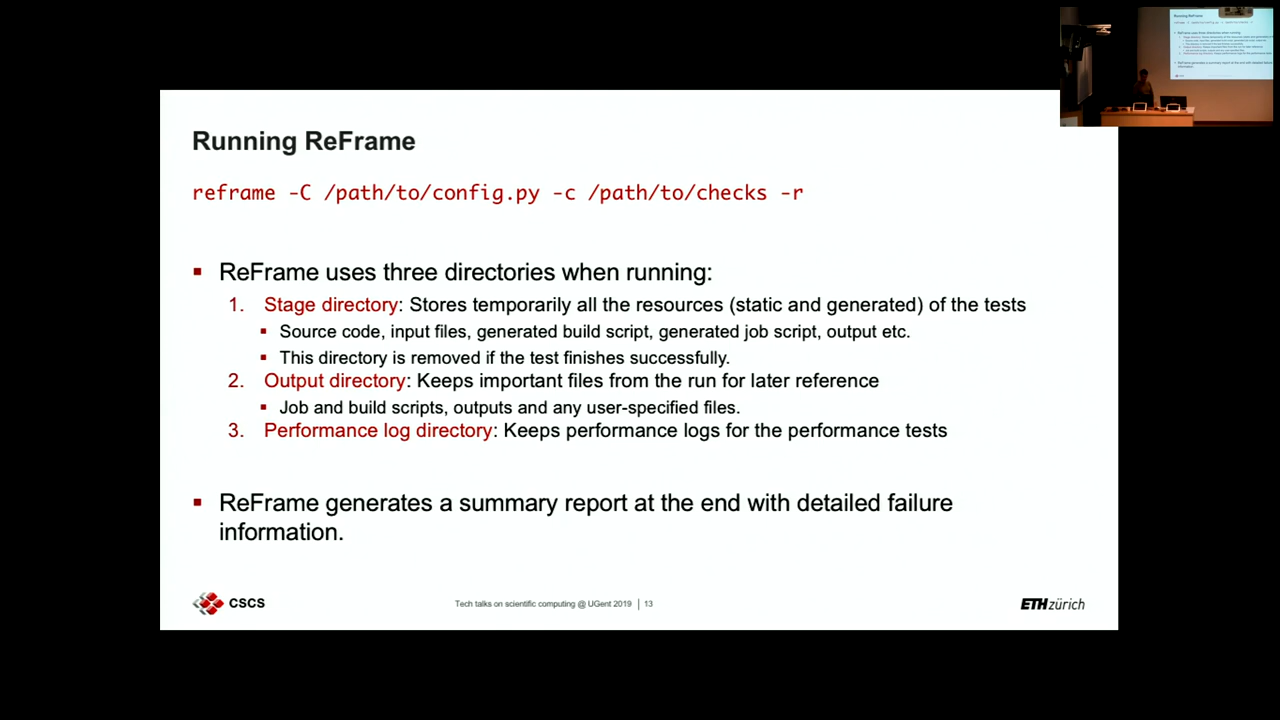 Running ReFrame
reframe -C /path/to/config.py -c /path/to/checks -r
▪ ReFrame uses three directories when running:
1. Stage directory: Stores temporarily all the resources (static and generated) of the tests
▪ Source code, input files, generated build script, generated job script, output etc.
▪ This directory is removed if the test finishes successfully.
2. Output directory: Keeps important files from the run for later reference
▪ Job and build scripts, outputs and any user-specified files.
3. Performance log directory: Keeps performance logs for the performance tests
▪ ReFrame generates a summary report at the end with detailed failure
information.
CSCS
Tech talks on scientific computing @ UGent 2019 | 13
ETH zürich
Running ReFrame